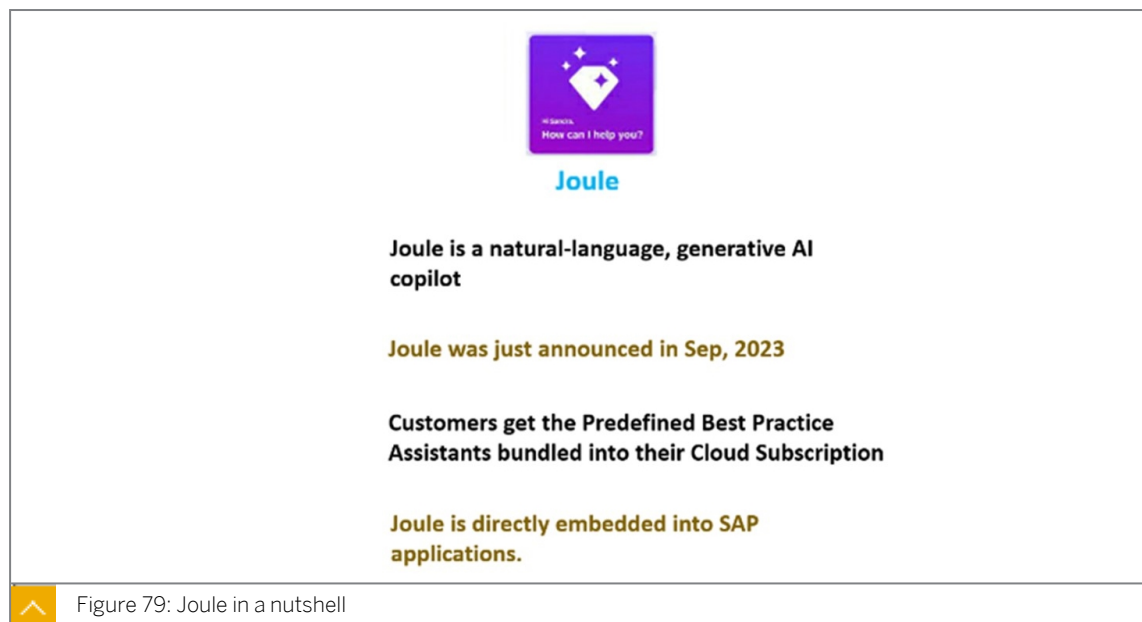 Hi Sandra,
How can I help you?
Joule
Joule is a natural-language, generative AI
copilot
Joule was just announced in Sep, 2023
Customers get the Predefined Best Practice
Assistants bundled into their Cloud Subscription
Joule is directly embedded into SAP
applications.
Figure 79: Joule in a nutshell